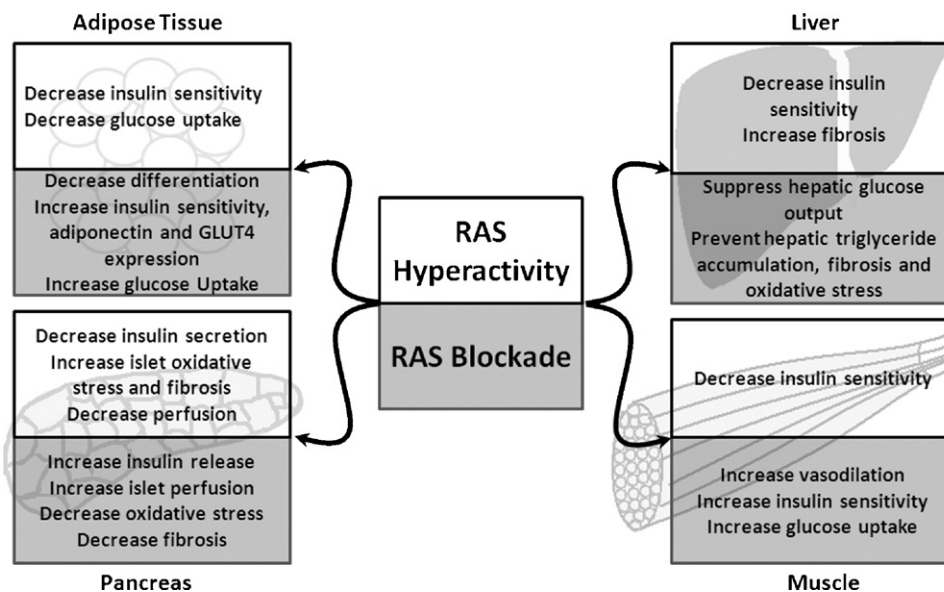 Adipose Tissue
Decrease insulin sensitivity
Decrease glucose uptake
Decrease differentiation
Increase insulin sensitivity,
adiponectin and GLUT4
expression
Increase glucose Uptake
Decrease insulin secretion
Increase islet oxidative
stress and fibrosis
Decrease perfusion
Increase insulin release
Increase islet perfusion
Decrease oxidative stress
Decrease fibrosis
Pancreas
RAS
Hyperactivity
RAS Blockade
Liver
Decrease insulin
sensitivity
Increase fibrosis
Suppress hepatic glucose
output
Prevent hepatic triglyceride
accumulation, fibrosis and
oxidative stress
Decrease insulin sensitivity
Increase vasodilation
Increase insulin sensitivity
Increase glucose uptake
Muscle